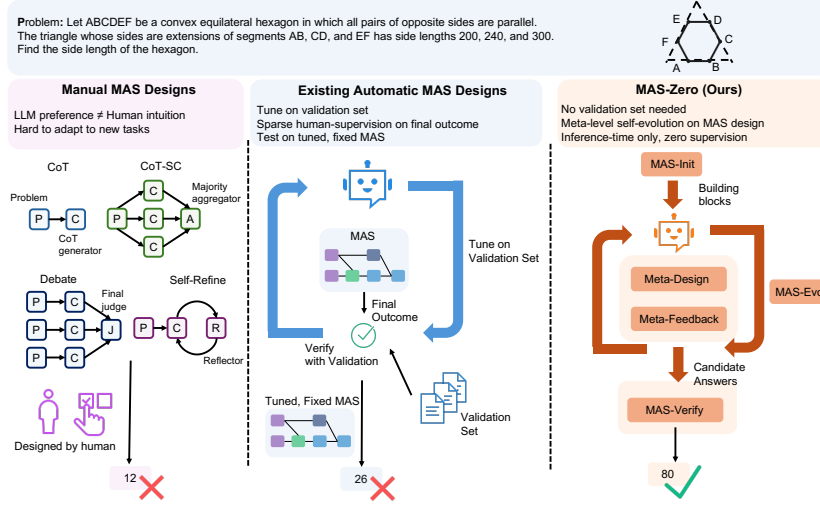 Problem: Let ABCDEF be a convex equilateral hexagon in which all pairs of opposite sides are parallel.
The triangle whose sides are extensions of segments AB, CD, and EF has side lengths 200, 240, and 300.
Find the side length of the hexagon.
E D
F C
A B
Manual MAS Designs
LLM preference ≠ Human intuition
Hard to adapt to new tasks
CoT
CoT-SC
Problem
P C
CoT
generator
C
P C A
C
Majority
aggregator
Debate
Final
judge
P C
P C J
P C
Self-Refine
P C R
Reflector
Designed by human
12
Existing Automatic MAS Designs
Tune on validation set
Sparse human-supervision on final outcome
Test on tuned, fixed MAS
MAS
Tune on
Validation Set
Final
Outcome
Verify
with Validation
Tuned, Fixed MAS
Validation
Set
26
MAS-Zero (Ours)
No validation set needed
Meta-level self-evolution on MAS design
Inference-time only, zero supervision
MAS-Init
Building
blocks
Meta-Design
Meta-Feedback
MAS-Evo
Candidate
Answers
MAS-Verify
80